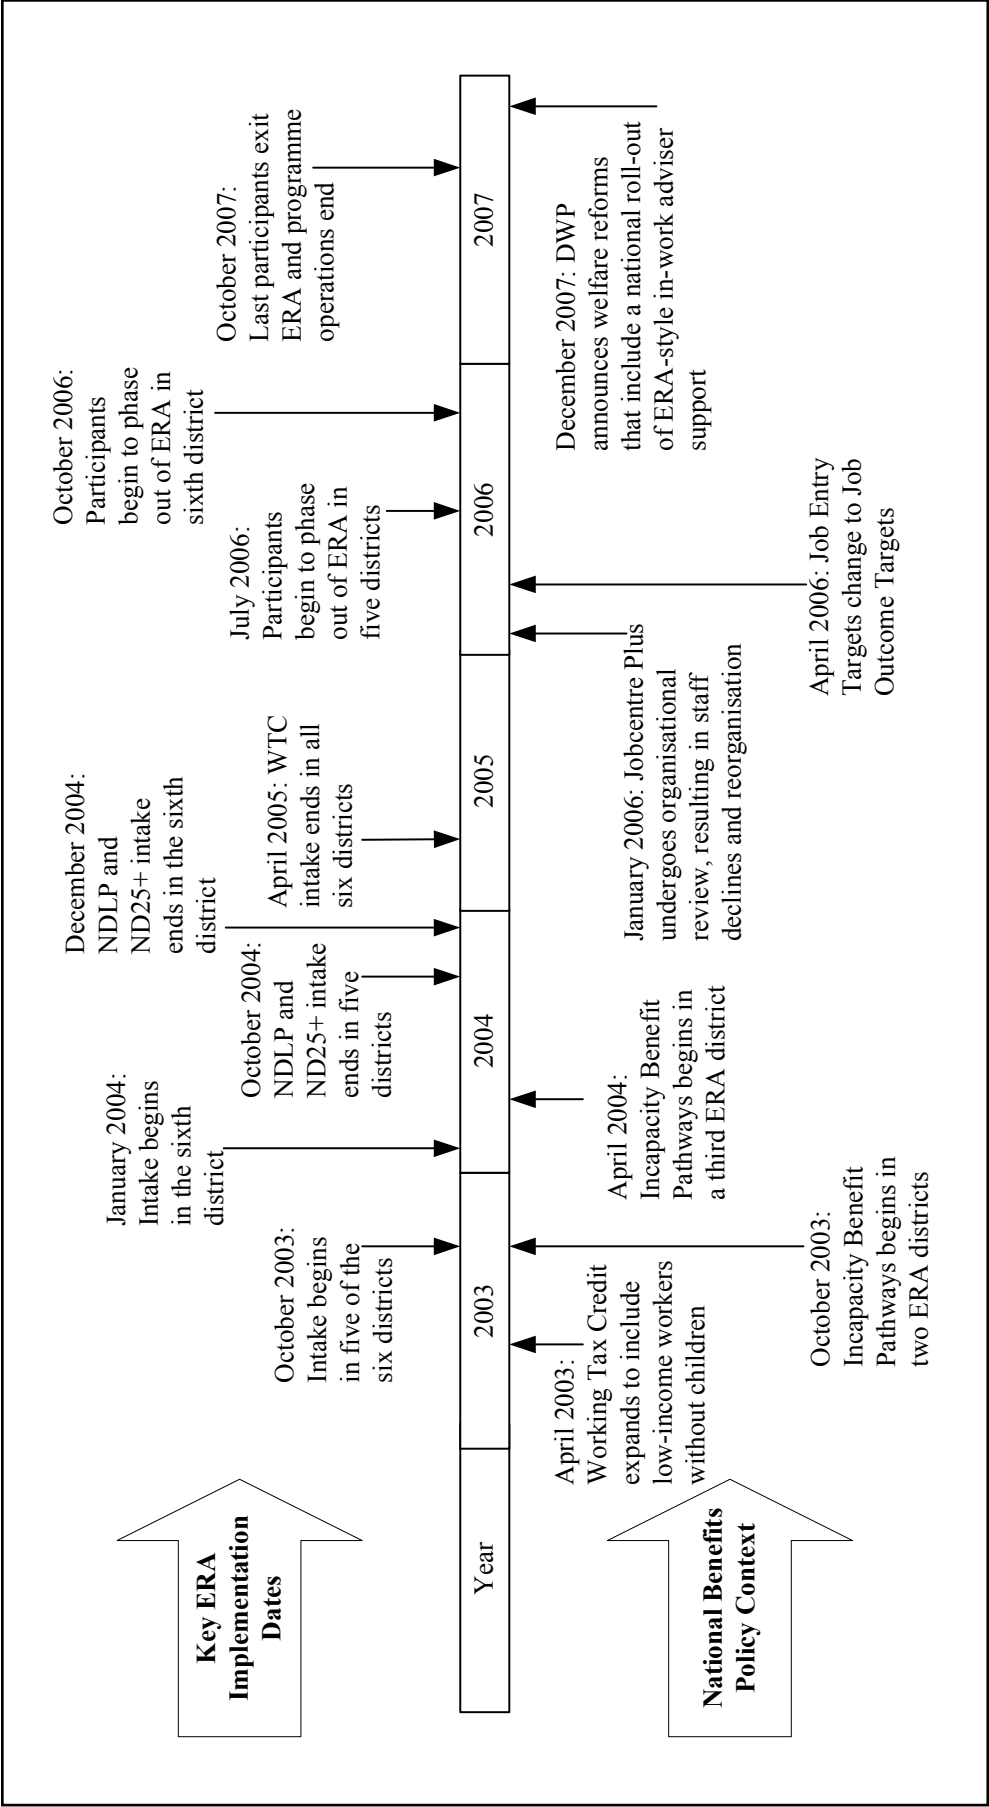 Key ERA
Implementation
Dates
October 2003:
Intake begins
in five of the
six districts
January 2004:
Intake begins
in the sixth
district
October 2004:
NDLP and
ND25+ intake
ends in five
districts
December 2004:
NDLP and
ND25+ intake
ends in the sixth
district
April 2005: WTC
intake ends in all
six districts
July 2006:
Participants
begin to phase
out of ERA in
five districts
October 2006:
Participants
begin to phase
out of ERA in
sixth district
October 2007:
Last participants exit
ERA and programme
operations end
Year
2003
2004
2005
2006
2007
National Benefits
Policy Context
April 2003:
Working Tax Credit
expands to include
low-income workers
without children
October 2003:
Incapacity Benefit
Pathways begins in
two ERA districts
April 2004:
Incapacity Benefit
Pathways begins in
a third ERA district
January 2006: Jobcentre Plus
undergoes organisational
review, resulting in staff
declines and reorganisation
April 2006: Job Entry
Targets change to Job
Outcome Targets
December 2007: DWP
announces welfare reforms
that include a national roll-out
of ERA-style in-work adviser
support